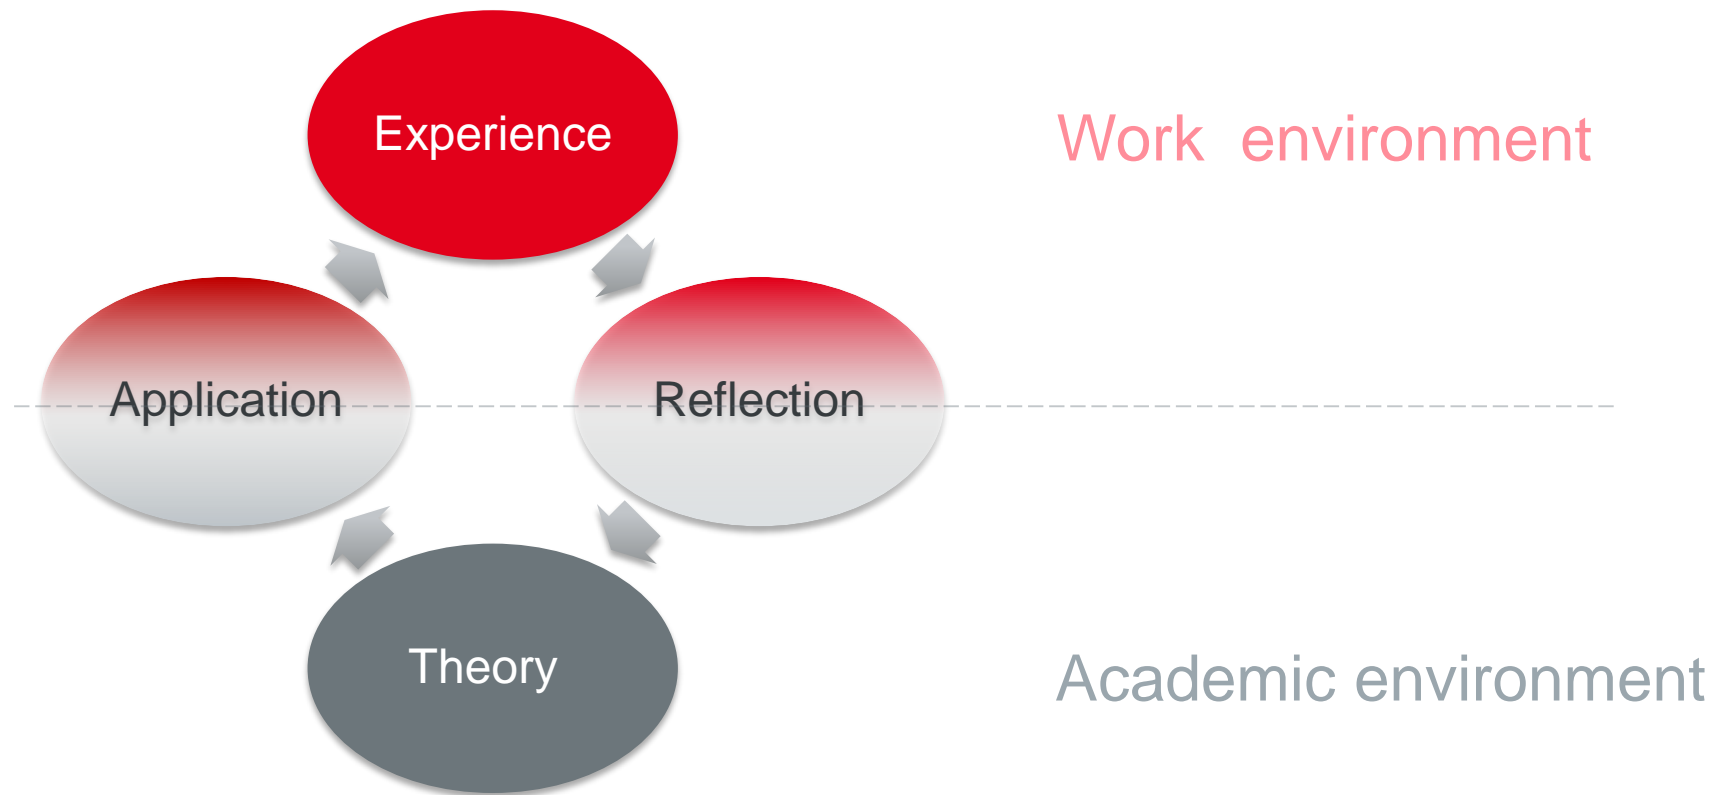 Experience
Work  environment
Application
Reflection
Theory
Academic environment